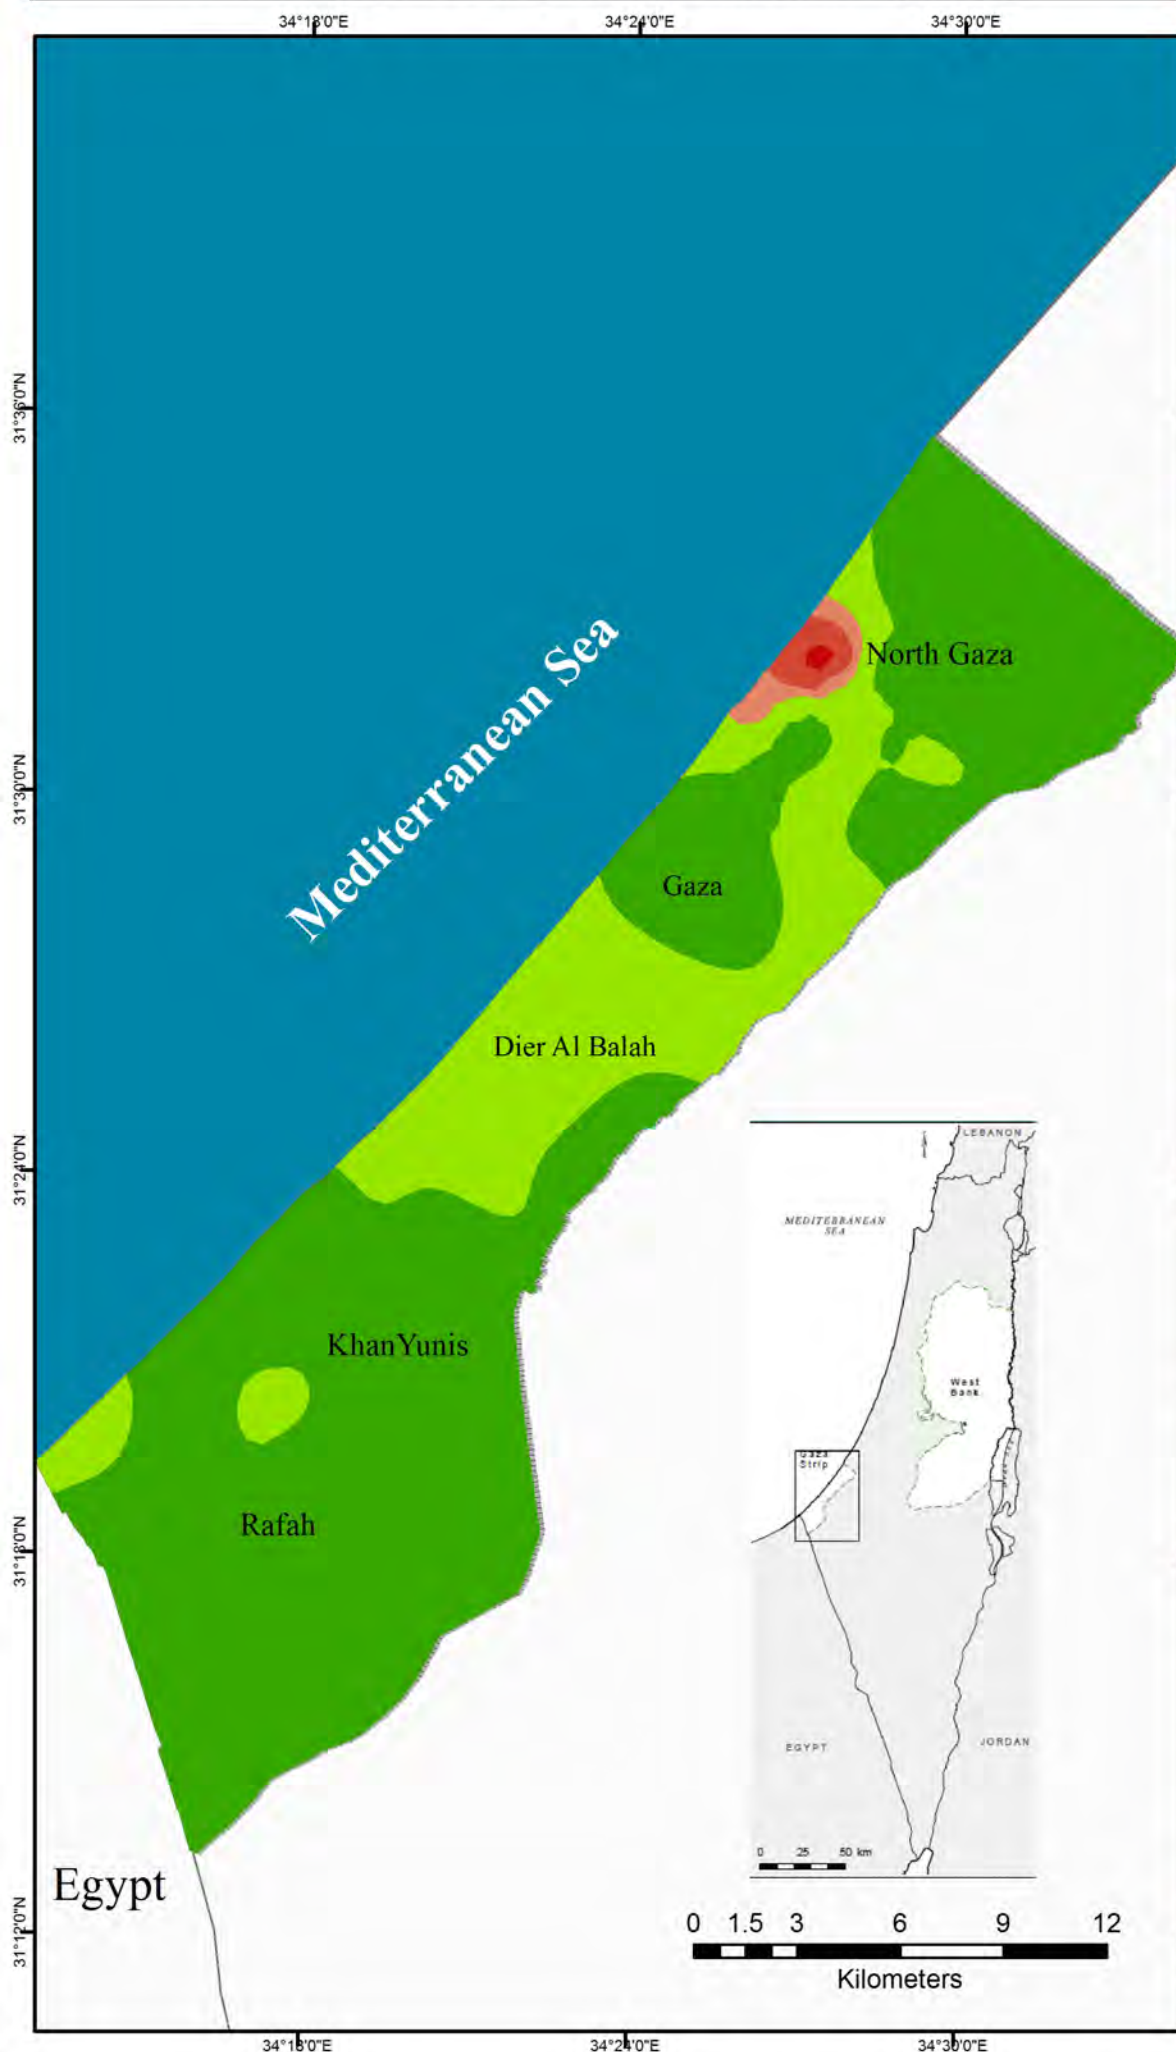 34°18'0"E
34°24'0"E
34°30'0"E
31°36'0"N
North Gaza
Mediterranean Sea
31°30'0"N
Gaza
Dier Al Balah
31°24'0"N
LEBANON
MEDITERRANEAN
SEA
KhanYunis
West
Bank
Gaza
Strip
Rafah
31°18'0"N
EGYPT
JORDAN
0 25 50 km
Egypt
31°12'0"N
0 1.5 3 6 9 12
Kilometers
34°18'0"E
34°24'0"E
34°30'0"E